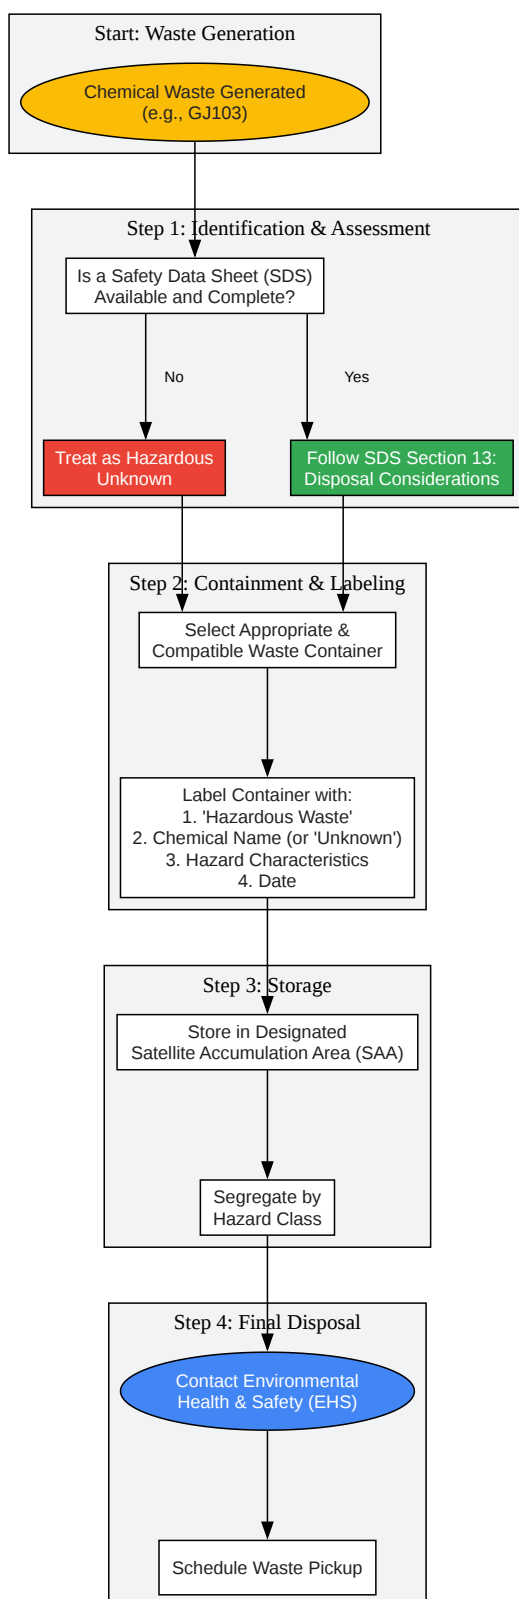 Start: Waste Generation
Chemical Waste Generated
(e.g., GJ103)
Step 1: Identification & Assessment
Is a Safety Data Sheet (SDS)
Available and Complete?
No
Yes
Treat as Hazardous
Unknown
Follow SDS Section 13:
Disposal Considerations
Step 2: Containment & Labeling
Select Appropriate &
Compatible Waste Container
Label Container with:
1. 'Hazardous Waste'
2. Chemical Name (or 'Unknown')
3. Hazard Characteristics
4. Date
Step 3: Storage
Store in Designated
Satellite Accumulation Area (SAA)
Segregate by
Hazard Class
Step 4: Final Disposal
Contact Environmental
Health & Safety (EHS)
Schedule Waste Pickup